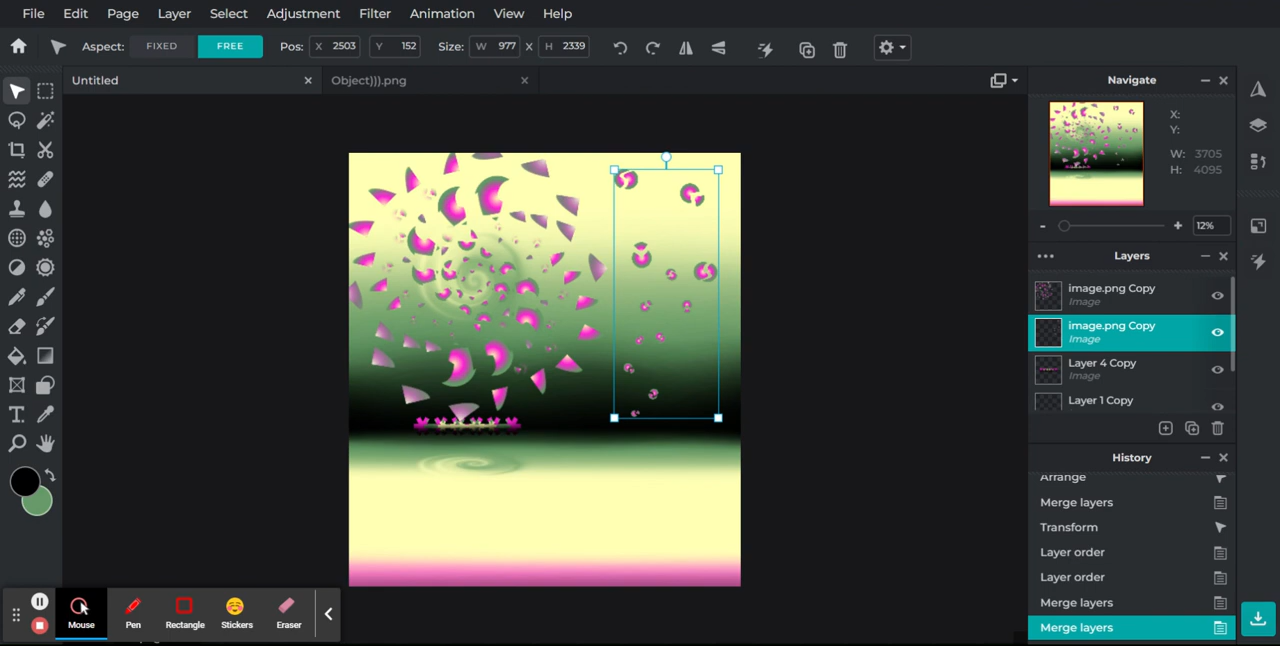 File Edit Page Layer Select Adjustment Filter Animation View Help
Aspect: FIXED FREE Pos: X 2503 Y 152 Size: W 977 X H 2339
Untitled
Object))).png
Navigate
X:
Y:
W: 3705
H: 4095
12%
Layers
image.png Copy
Image
image.png Copy
Image
Layer 4 Copy
Image
Layer 1 Copy
History
Arrange
Merge layers
Transform
Layer order
Layer order
Merge layers
Merge layers
Mouse Pen Rectangle Stickers Eraser